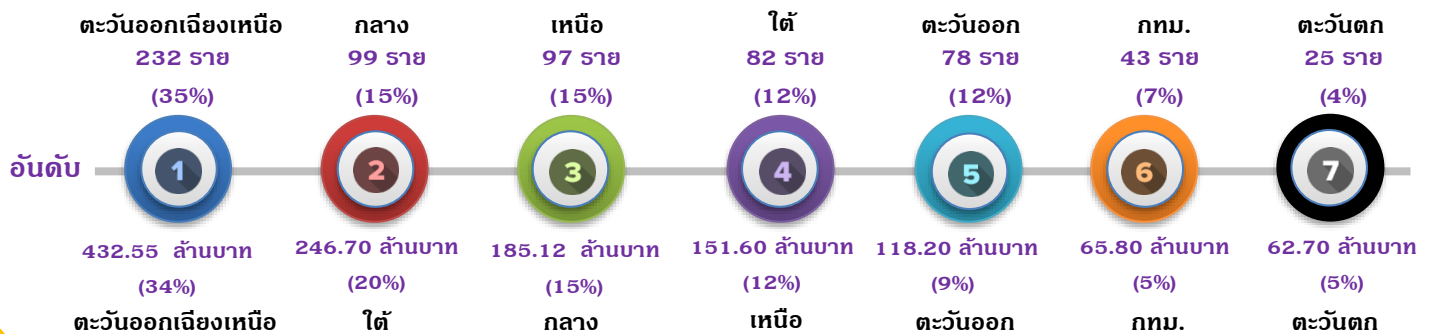 ตะวันออกเฉียงเหนือ กลาง เหนือ ใต้ ตะวันออก กทม. ตะวันตก
232 ราย 99 ราย 97 ราย 82 ราย 78 ราย 43 ราย 25 ราย
(35%) (15%) (15%) (12%) (12%) (7%) (4%)
อันดับ 1 2 3 4 5 6 7
432.55 ล้านบาท 246.70 ล้านบาท 185.12 ล้านบาท 151.60 ล้านบาท 118.20 ล้านบาท 65.80 ล้านบาท 62.70 ล้านบาท
(34%) (20%) (15%) (12%) (9%) (5%) (5%)
ตะวันออกเฉียงเหนือ ใต้ กลาง เหนือ ตะวันออก กทม. ตะวันตก